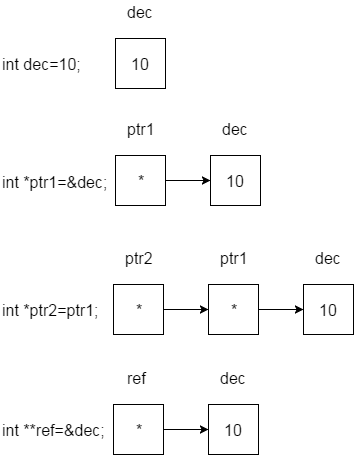 dec
int dec=10; 10
ptr1 dec
int *ptr1=&dec; * 10
ptr2 ptr1 dec
int *ptr2=ptr1; * * 10
ref dec
int **ref=&dec; * 10